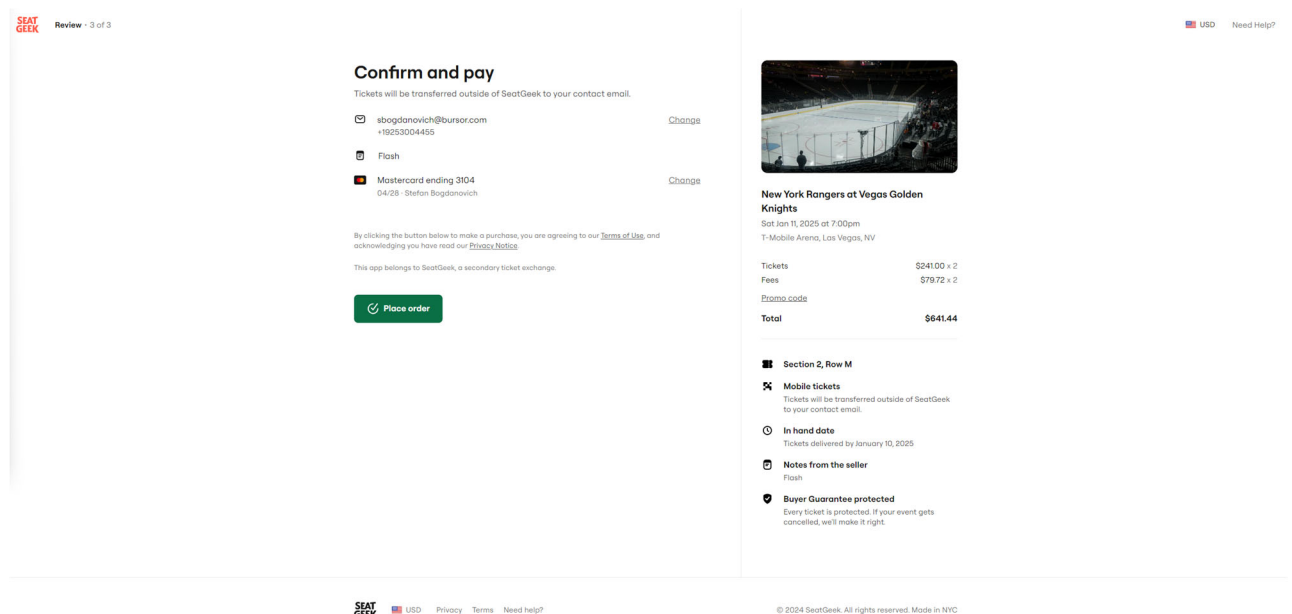 SEAT
GEEK
Review · 3 of 3
USD
Need Help?
Confirm and pay
Tickets will be transferred outside of SeatGeek to your contact email.
sbogdanovich@bursor.com
Change
+19253004455
Flash
Mastercard ending 3104
Change
04/28 · Stefan Bogdanovich
By clicking the button below to make a purchase, you are agreeing to our Terms of Use, and
acknowledging you have read our Privacy Notice.
This app belongs to SeatGeek, a secondary ticket exchange.
Place order
New York Rangers at Vegas Golden
Knights
Sat Jan 11, 2025 at 7:00pm
T-Mobile Arena, Las Vegas, NV
Tickets $241.00 x 2
Fees $79.72 x 2
Promo code
Total $641.44
Section 2, Row M
Mobile tickets
Tickets will be transferred outside of SeatGeek
to your contact email.
In hand date
Tickets delivered by January 10, 2025
Notes from the seller
Flash
Buyer Guarantee protected
Every ticket is protected. If your event gets
cancelled, we'll make it right.
SEAT
GEEK
USD Privacy Terms Need help?
© 2024 SeatGeek. All rights reserved. Made in NYC